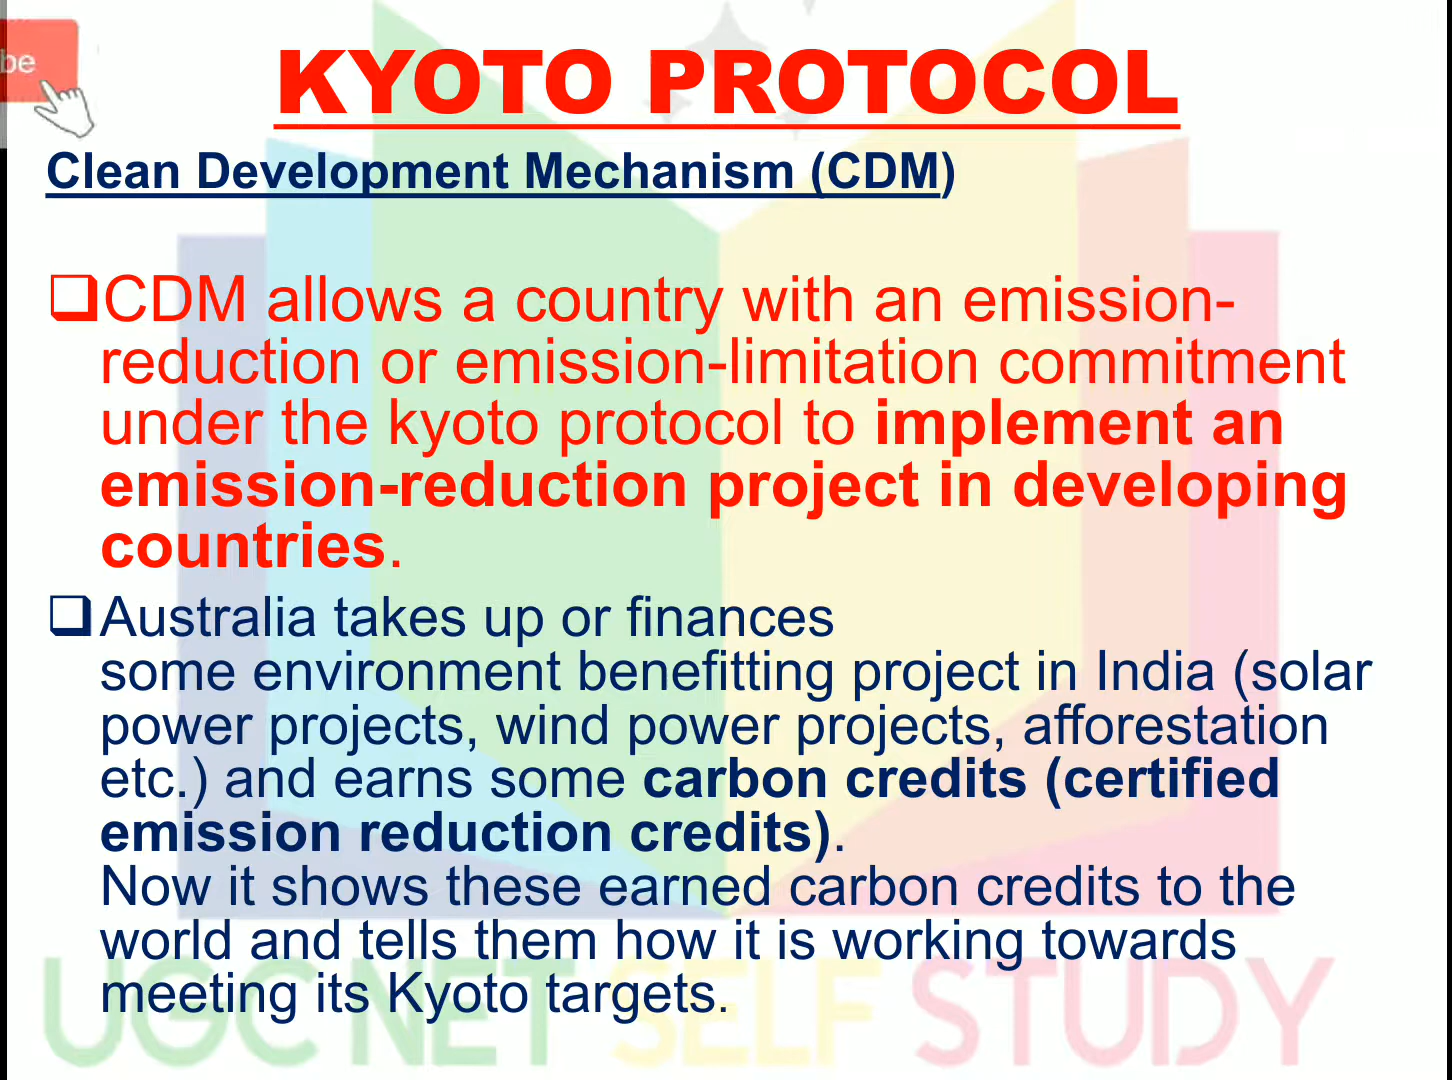 be
KYOTO PROTOCOL
Clean Development Mechanism (CDM)
❑CDM allows a country with an emission-
reduction or emission-limitation commitment
under the kyoto protocol to implement an
emission-reduction project in developing
countries.
❑Australia takes up or finances
some environment benefitting project in India (solar
power projects, wind power projects, afforestation
etc.) and earns some carbon credits (certified
emission reduction credits).
Now it shows these earned carbon credits to the
world and tells them how it is working towards
meeting its Kyoto targets.
UGC NET SELF STUDY